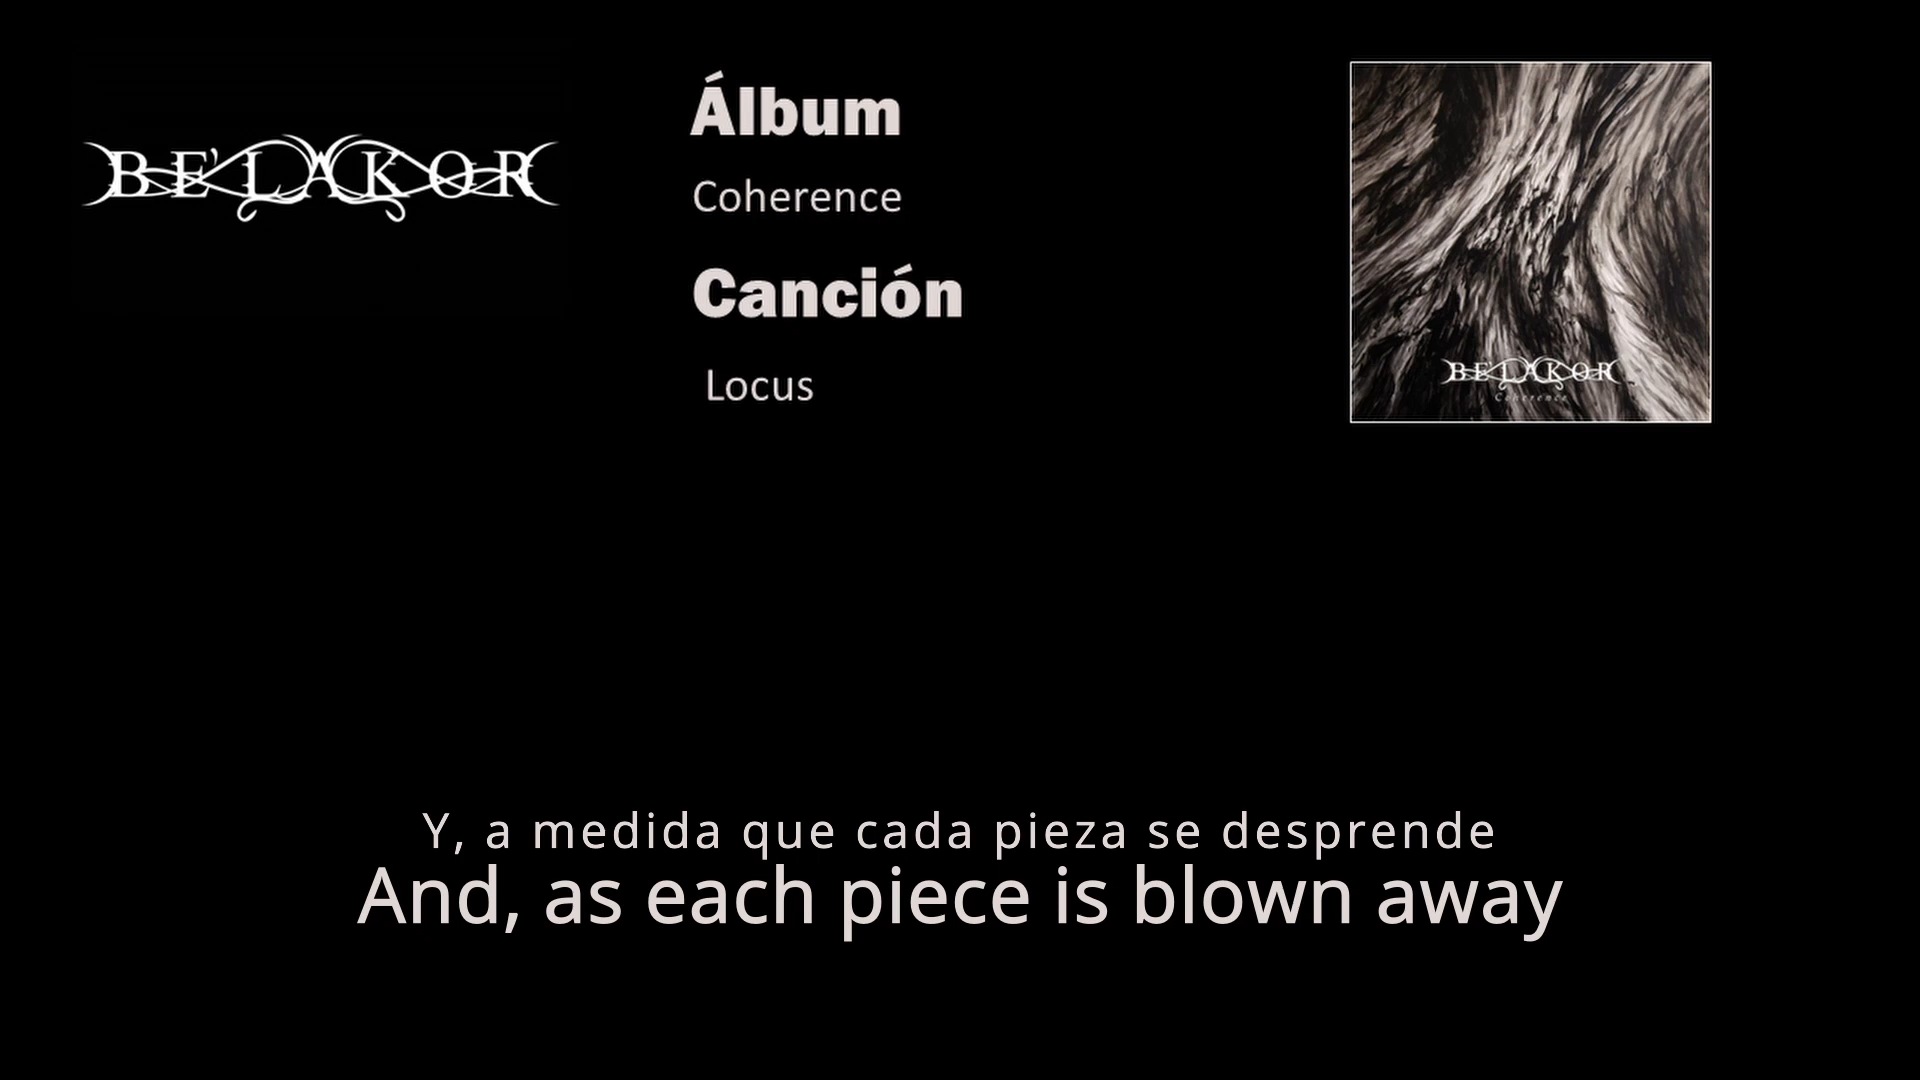 BE'LAKOR
Álbum
Coherence
Canción
Locus
BE'LAKOR
Coherence
Y, a medida que cada pieza se desprende
And, as each piece is blown away